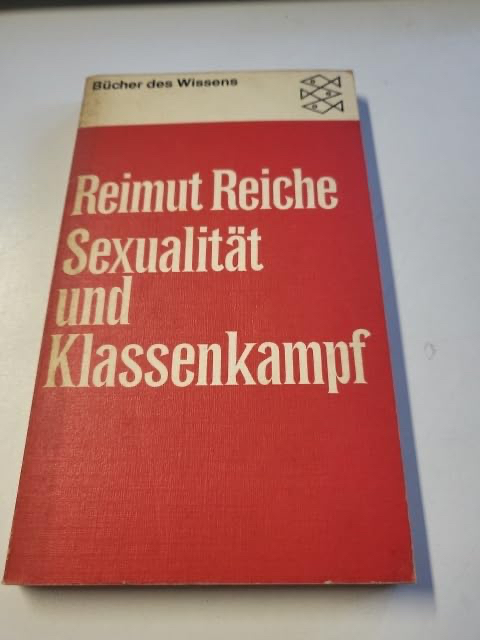 Bücher des Wissens
Reimut Reiche
Sexualität
und
Klassenkampf